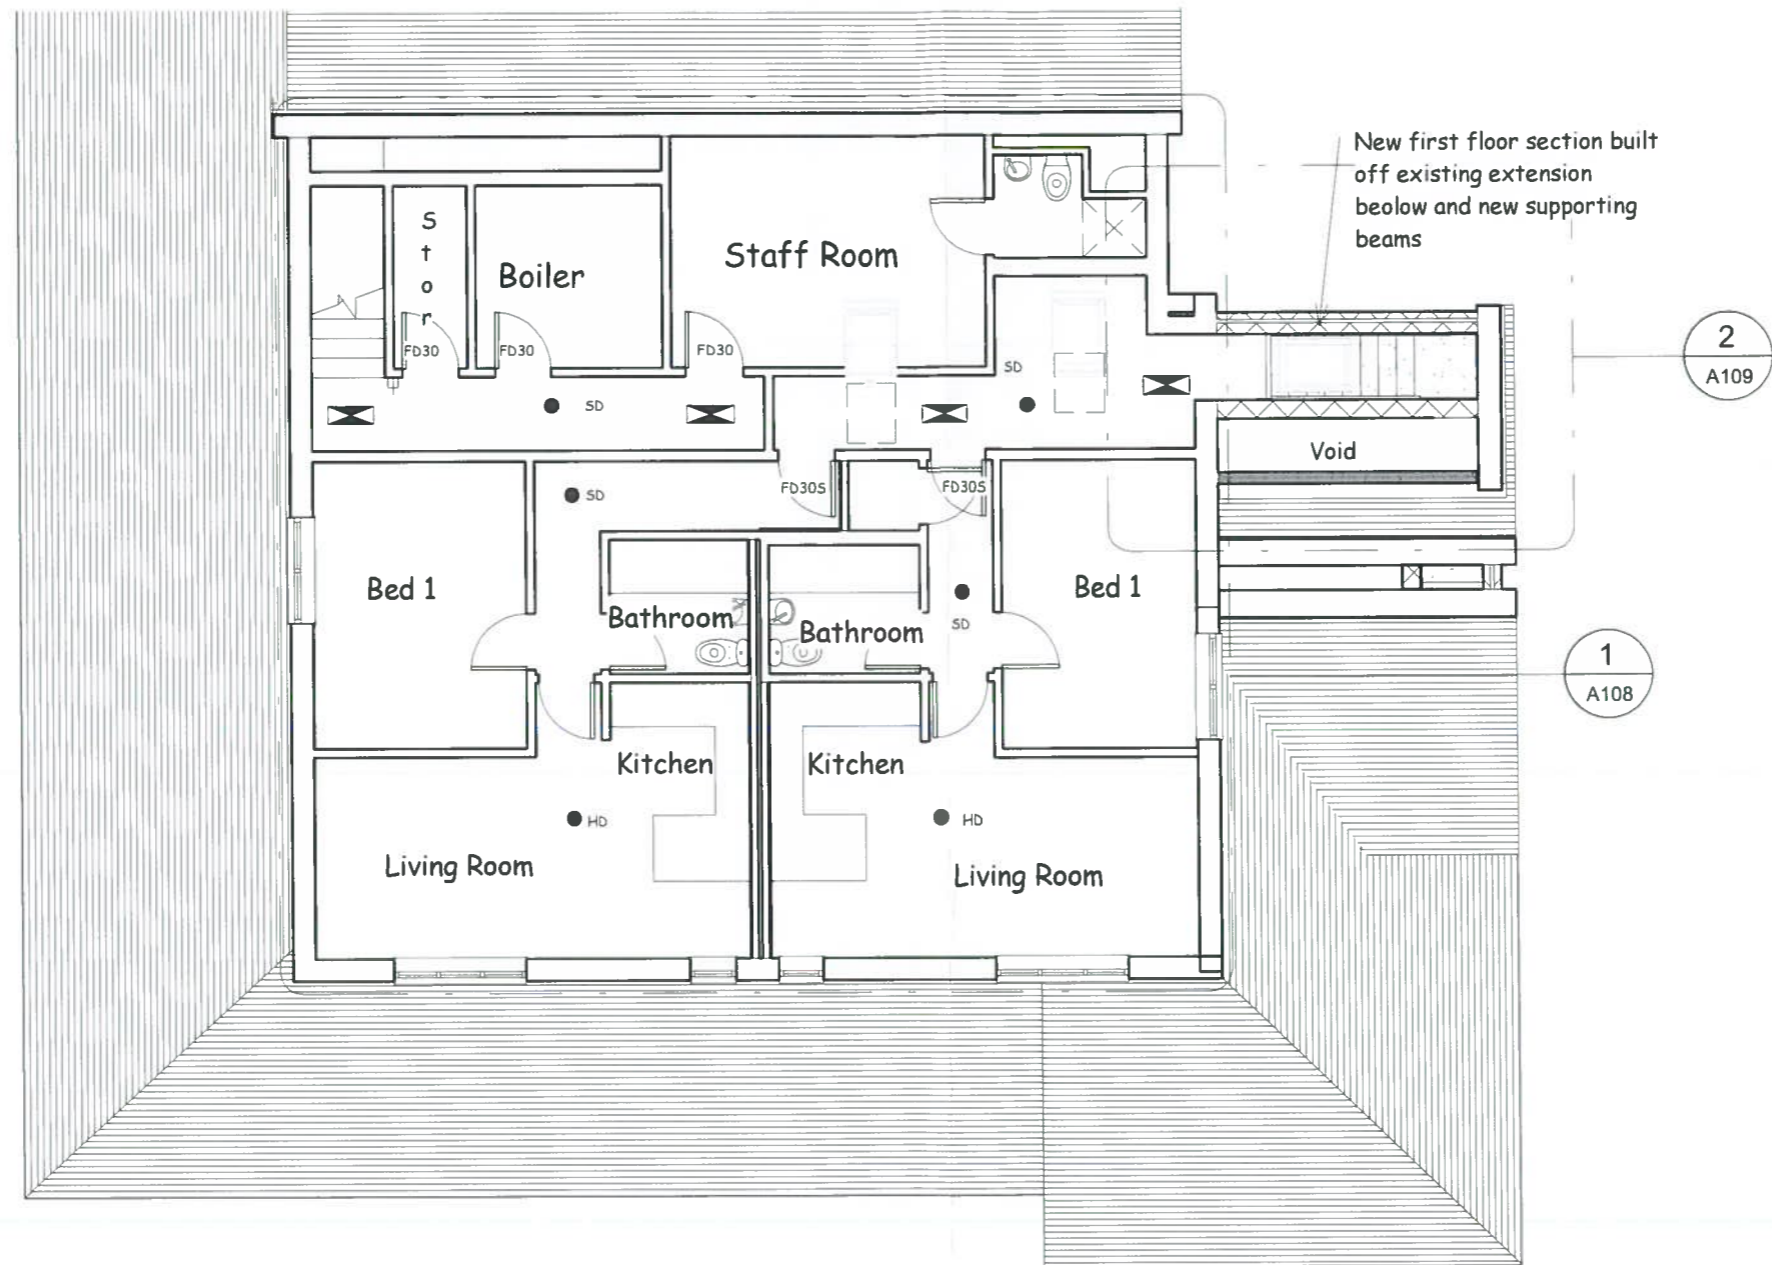 New first floor section built
off existing extension
beolow and new supporting
beams
S
t
o
r
Boiler
Staff Room
FD30
FD30
FD30
SD
SD
2
A109
Void
SD
FD30S
FD30S
Bed 1
Bathroom
Bathroom
SD
Bed 1
1
A108
Kitchen
Kitchen
HD
HD
Living Room
Living Room